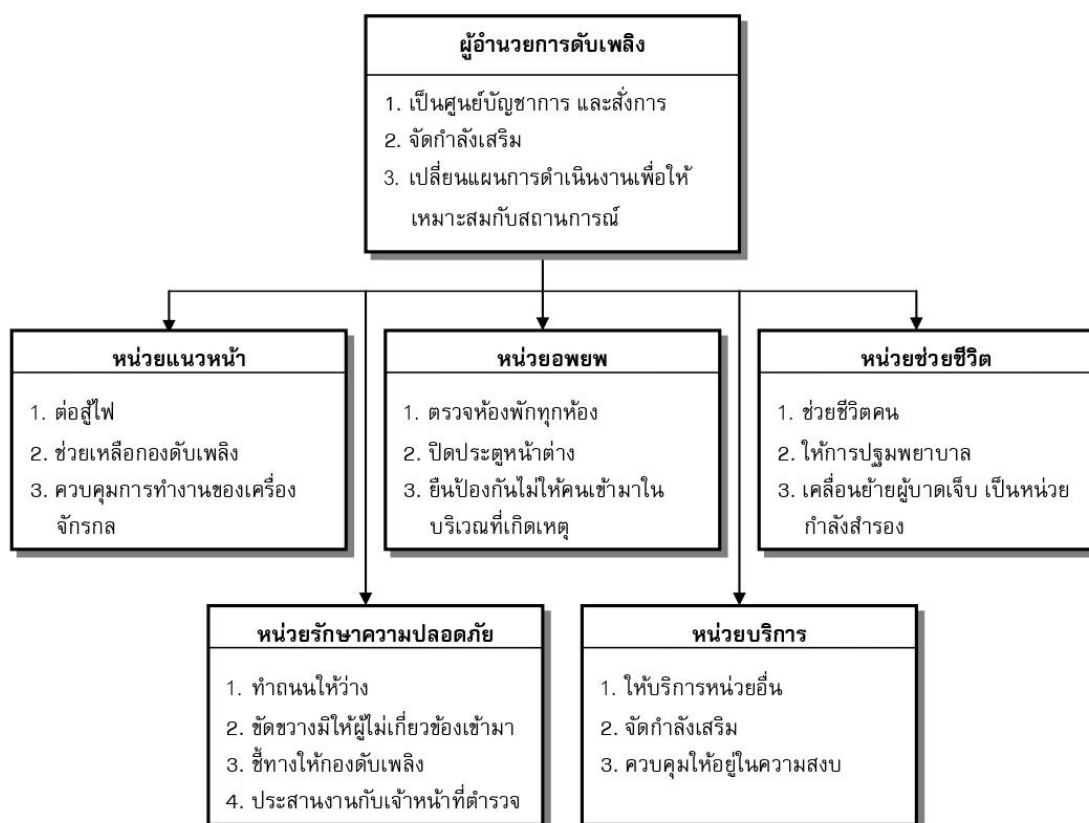 ผู้อำนวยการดับเพลิง
1. เป็นศูนย์บัญชาการ และสั่งการ
2. จัดกำลังเสริม
3. เปลี่ยนแผนการดำเนินงานเพื่อให้
เหมาะสมกับสถานการณ์
หน่วยแนวหน้า
1. ต่อสู้ไฟ
2. ช่วยเหลือกองดับเพลิง
3. ควบคุมการทำงานของเครื่อง
จักรกล
หน่วยอพยพ
1. ตรวจห้องพักทุกห้อง
2. ปิดประตูหน้าต่าง
3. ยืนป้องกันไม่ให้คนเข้ามาใน
บริเวณที่เกิดเหตุ
หน่วยช่วยชีวิต
1. ช่วยชีวิตคน
2. ให้การปฐมพยาบาล
3. เคลื่อนย้ายผู้บาดเจ็บ เป็นหน่วย
กำลังสำรอง
หน่วยรักษาความปลอดภัย
1. ทำถนนให้ว่าง
2. ขัดขวางมิให้ผู้ไม่เกี่ยวข้องเข้ามา
3. ชี้ทางให้กองดับเพลิง
4. ประสานงานกับเจ้าหน้าที่ตำรวจ
หน่วยบริการ
1. ให้บริการหน่วยอื่น
2. จัดกำลังเสริม
3. ควบคุมให้อยู่ในความสงบ